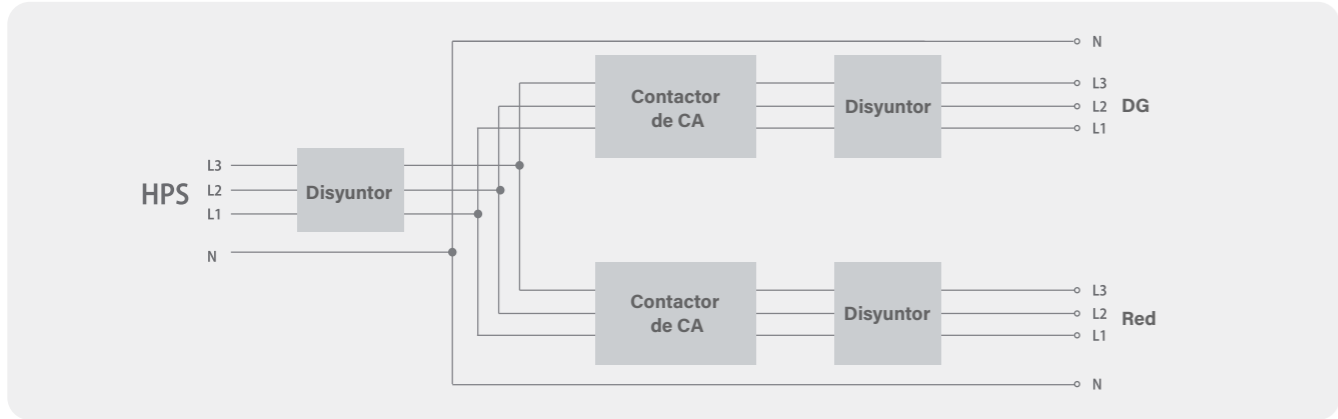 N
L3
L2 DG
L1
Contactor
de CA
Disyuntor
HPS
L3
L2
L1
N
Disyuntor
Contactor
de CA
Disyuntor
L3
L2 Red
L1
N